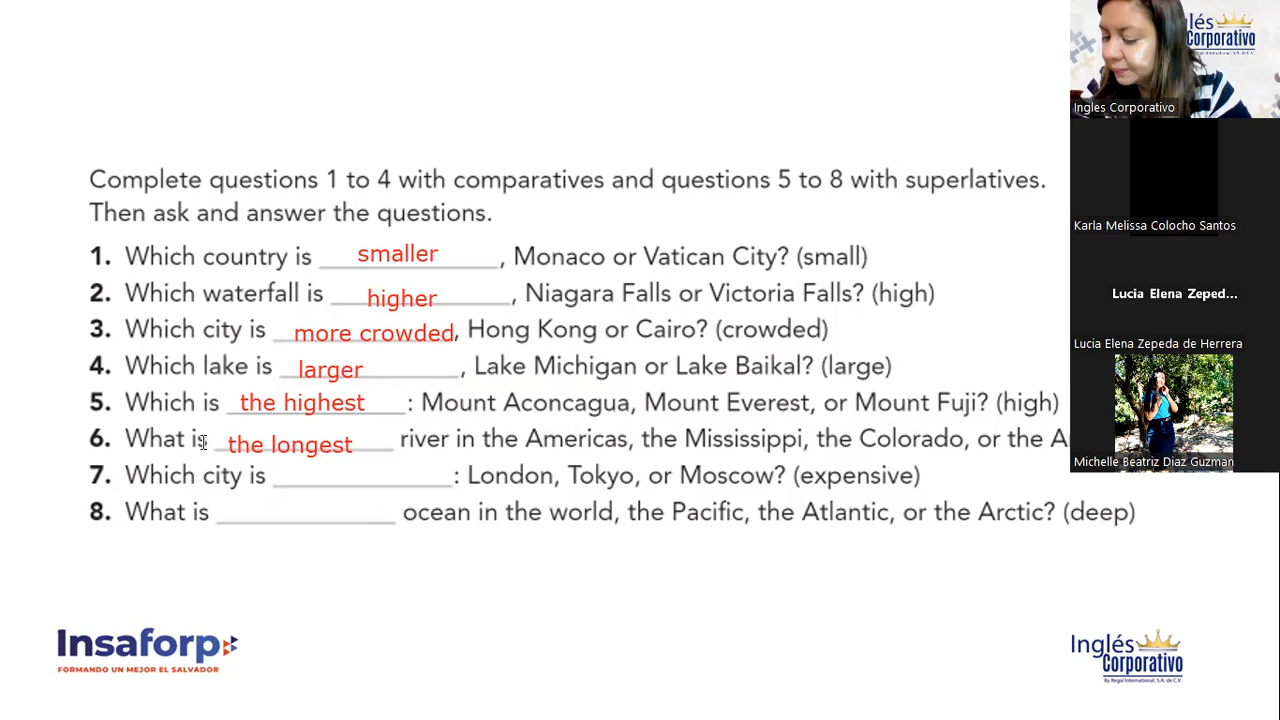 Inglés Corporativo
Ingles Corporativo
Karla Melissa Colocho Santos
Lucia Elena Zeped...
Lucia Elena Zepeda de Herrera
Michelle Beatriz Diaz Guzman
Complete questions 1 to 4 with comparatives and questions 5 to 8 with superlatives.
Then ask and answer the questions.
1. Which country is smaller, Monaco or Vatican City? (small)
2. Which waterfall is higher, Niagara Falls or Victoria Falls? (high)
3. Which city is more crowded, Hong Kong or Cairo? (crowded)
4. Which lake is larger, Lake Michigan or Lake Baikal? (large)
5. Which is the highest: Mount Aconcagua, Mount Everest, or Mount Fuji? (high)
6. What is the longest river in the Americas, the Mississippi, the Colorado, or the A
7. Which city is ____________ : London, Tokyo, or Moscow? (expensive)
8. What is ____________ ocean in the world, the Pacific, the Atlantic, or the Arctic? (deep)
Insaforp
FORMANDO UN MEJOR EL SALVADOR
Inglés
Corporativo
By Regal International, S.A. de C.V.